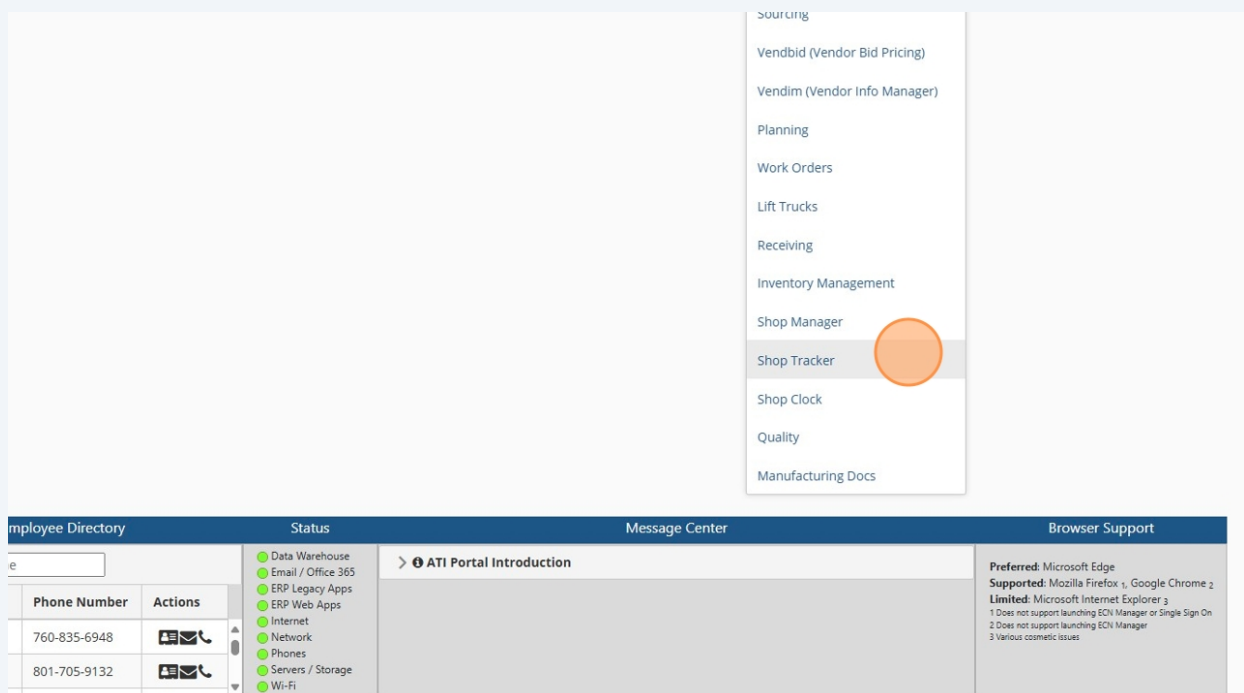 Sourcing
Vendbid (Vendor Bid Pricing)
Vendim (Vendor Info Manager)
Planning
Work Orders
Lift Trucks
Receiving
Inventory Management
Shop Manager
Shop Tracker
Shop Clock
Quality
Manufacturing Docs
mployee Directory
Phone Number Actions
760-835-6948
801-705-9132
Status
Data Warehouse
Email / Office 365
ERP Legacy Apps
ERP Web Apps
Internet
Network
Phones
Servers / Storage
Wi-Fi
Message Center
ATI Portal Introduction
Browser Support
Preferred: Microsoft Edge
Supported: Mozilla Firefox 1, Google Chrome 2
Limited: Microsoft Internet Explorer 3
1 Does not support launching ECN Manager or Single Sign On
2 Does not support launching ECN Manager
3 Various cosmetic issues